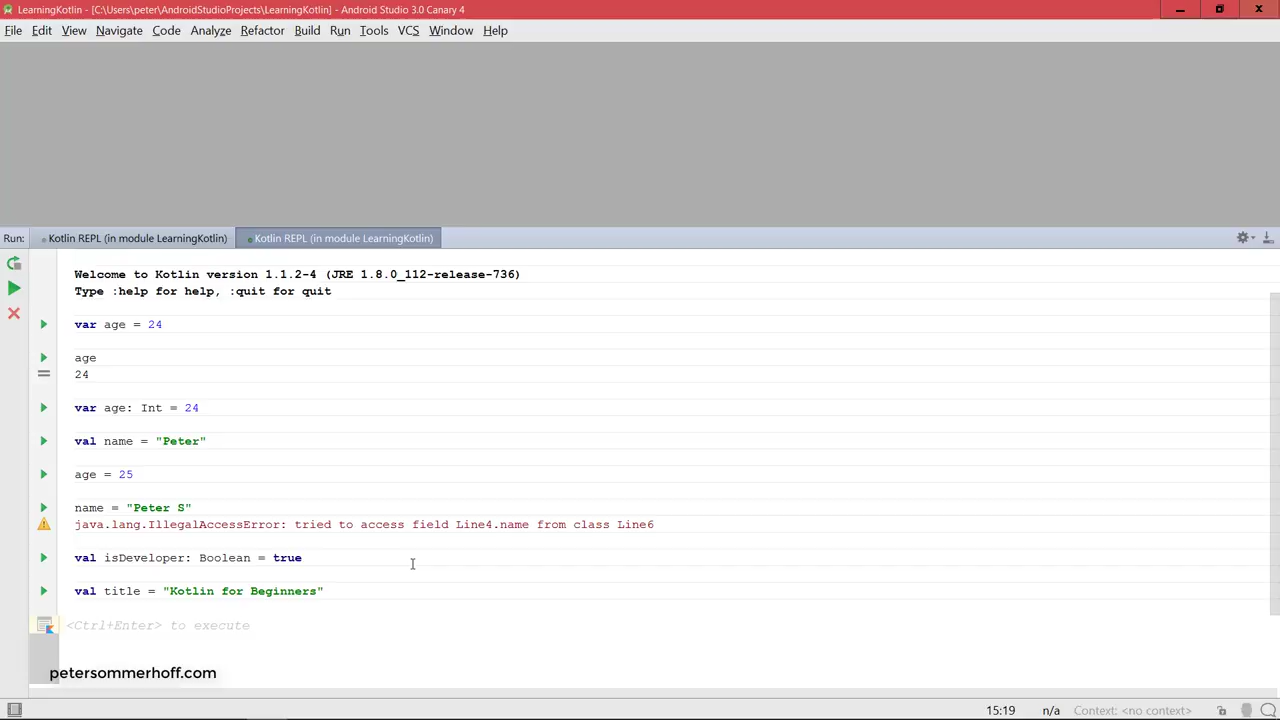 LearningKotlin - [C:\Users\peter\AndroidStudioProjects\LearningKotlin] - Android Studio 3.0 Canary 4
File Edit View Navigate Code Analyze Refactor Build Run Tools VCS Window Help
Run: Kotlin REPL (in module LearningKotlin) Kotlin REPL (in module LearningKotlin)
Welcome to Kotlin version 1.1.2-4 (JRE 1.8.0_112-release-736)
Type :help for help, :quit for quit
var age = 24
age
24
var age: Int = 24
val name = "Peter"
age = 25
name = "Peter S"
java.lang.IllegalAccessError: tried to access field Line4.name from class Line6
val isDeveloper: Boolean = true
val title = "Kotlin for Beginners"
<Ctrl+Enter> to execute
petersommerhoff.com
15:19 n/a Context: <no context>